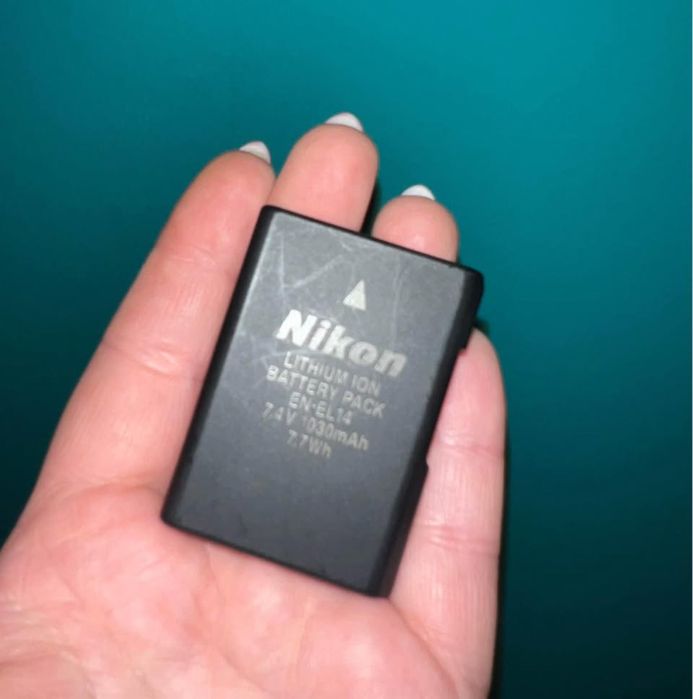 Nikon
LITHIUM ION
BATTERY PACK
EN-EL14
7.4V 1030mAh
7.7Wh